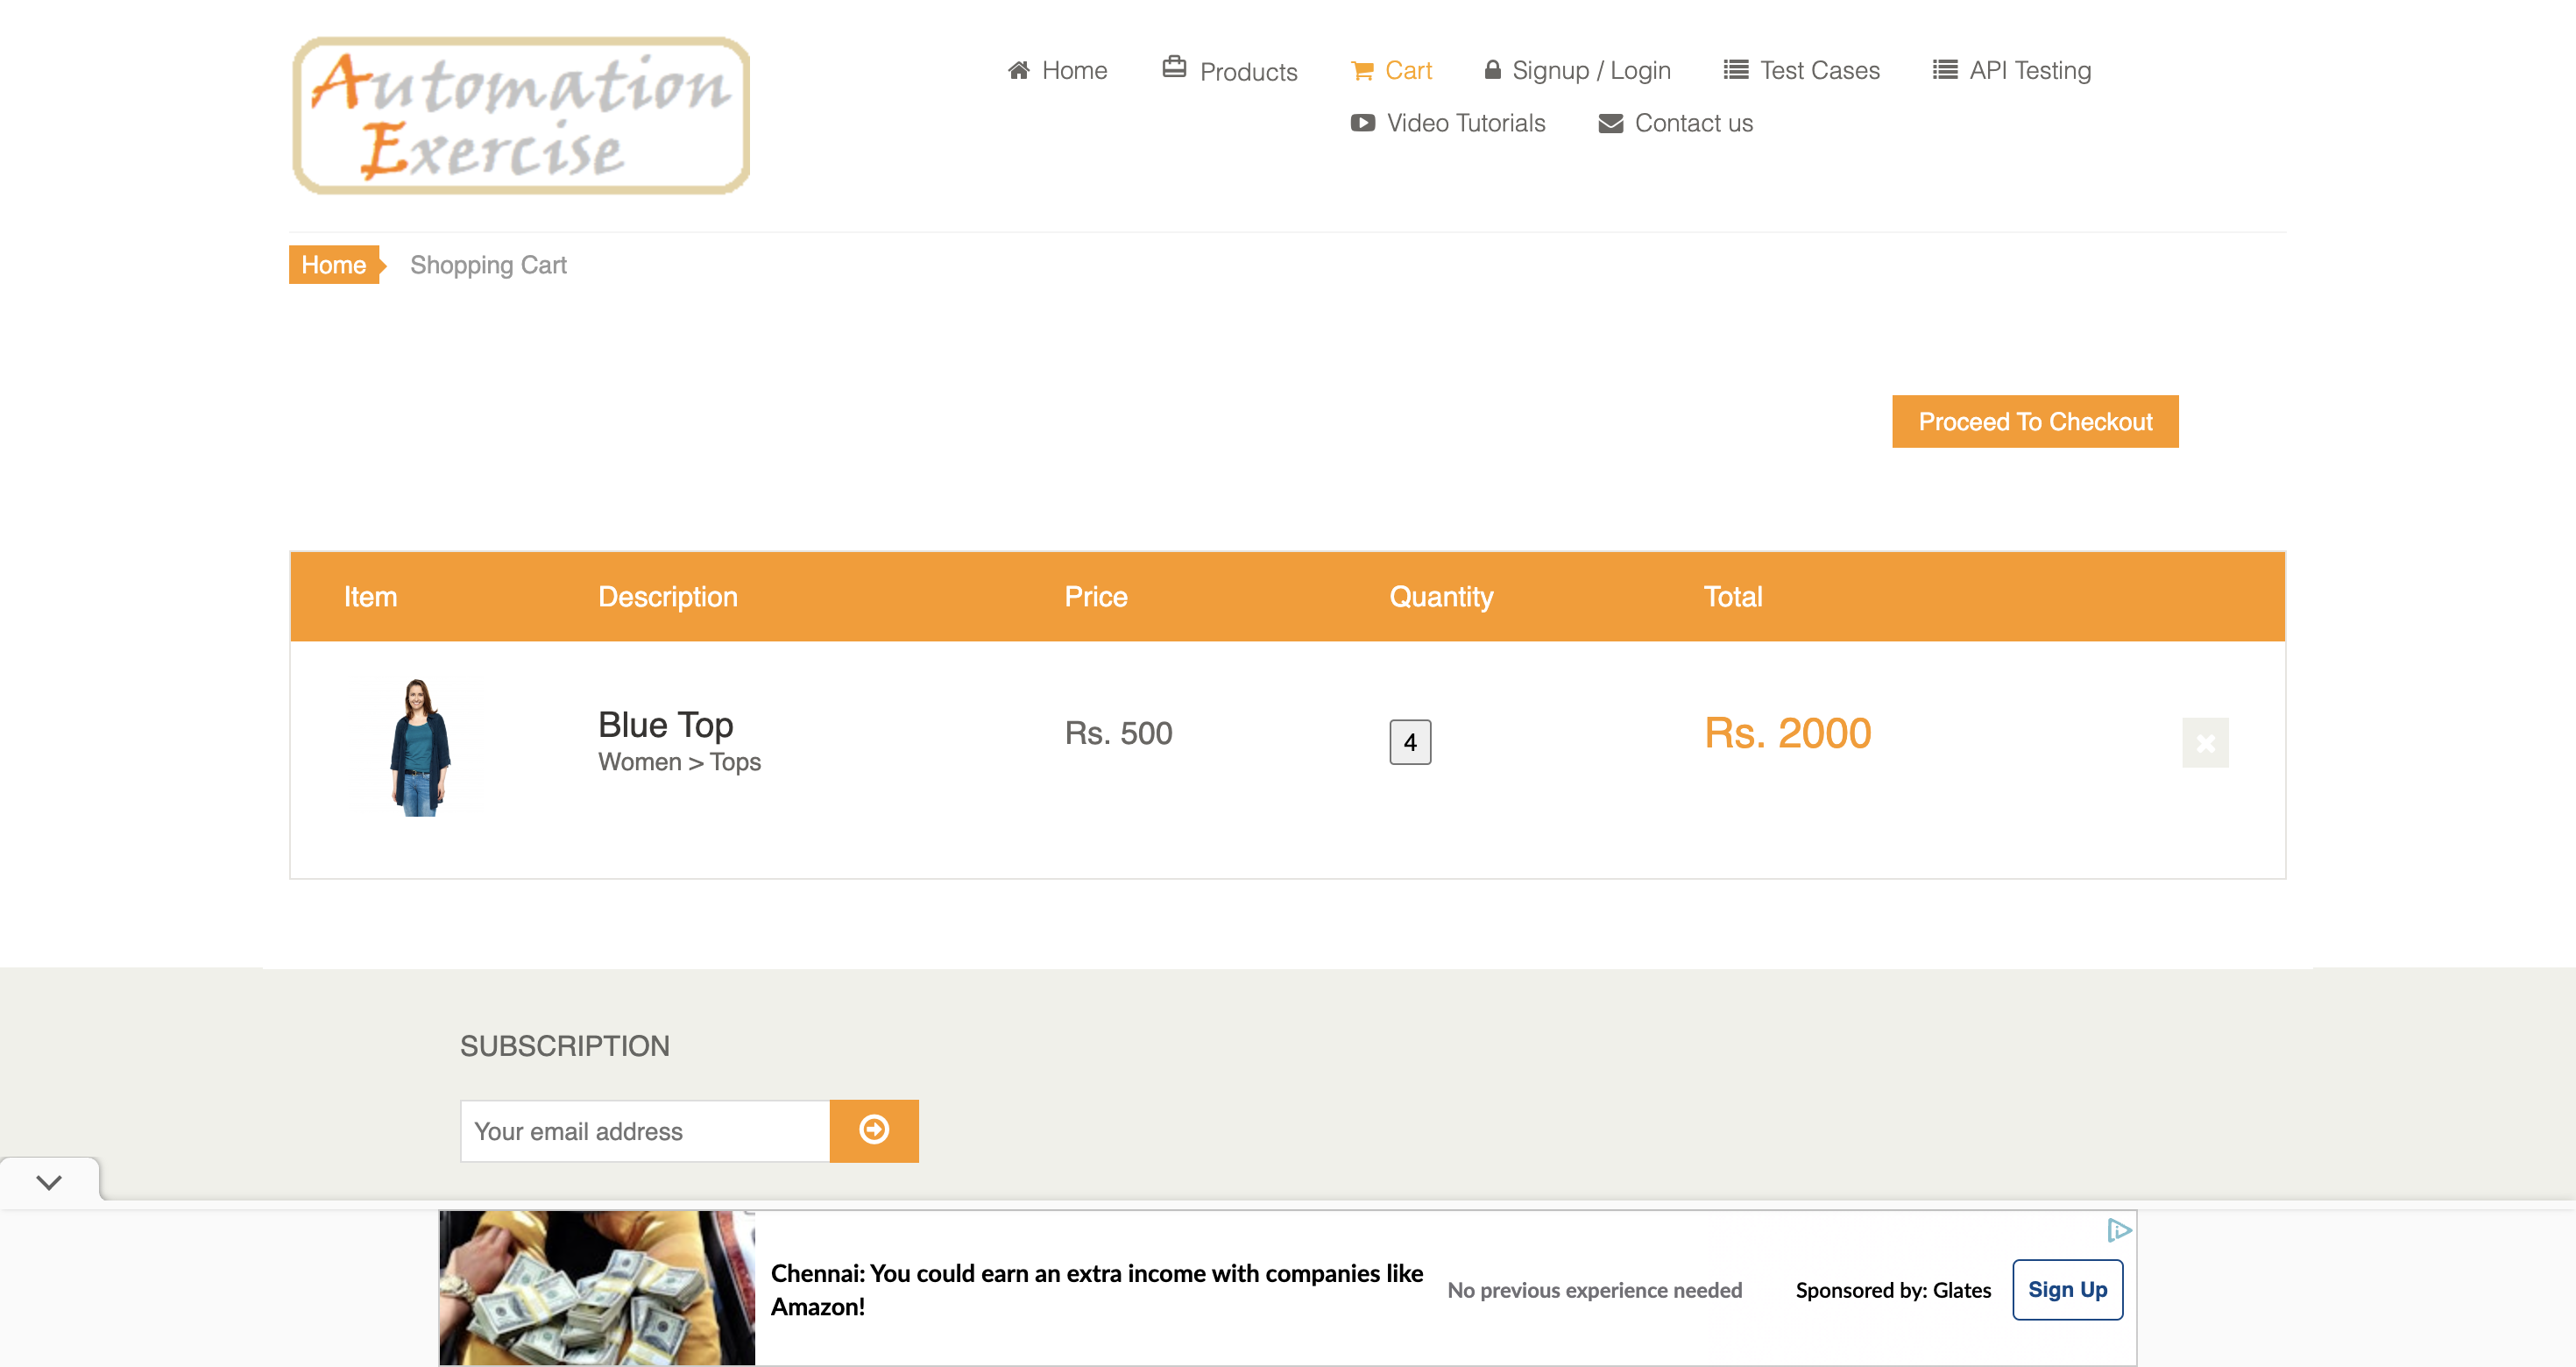 Automation
Exercise
Home
Products
Cart
Signup / Login
Test Cases
API Testing
Video Tutorials
Contact us
Home
Shopping Cart
Proceed To Checkout
Item Description Price Quantity Total
Blue Top
Women > Tops
Rs. 500
4
Rs. 2000
SUBSCRIPTION
Your email address
Chennai: You could earn an extra income with companies like
Amazon!
No previous experience needed
Sponsored by: Glates
Sign Up